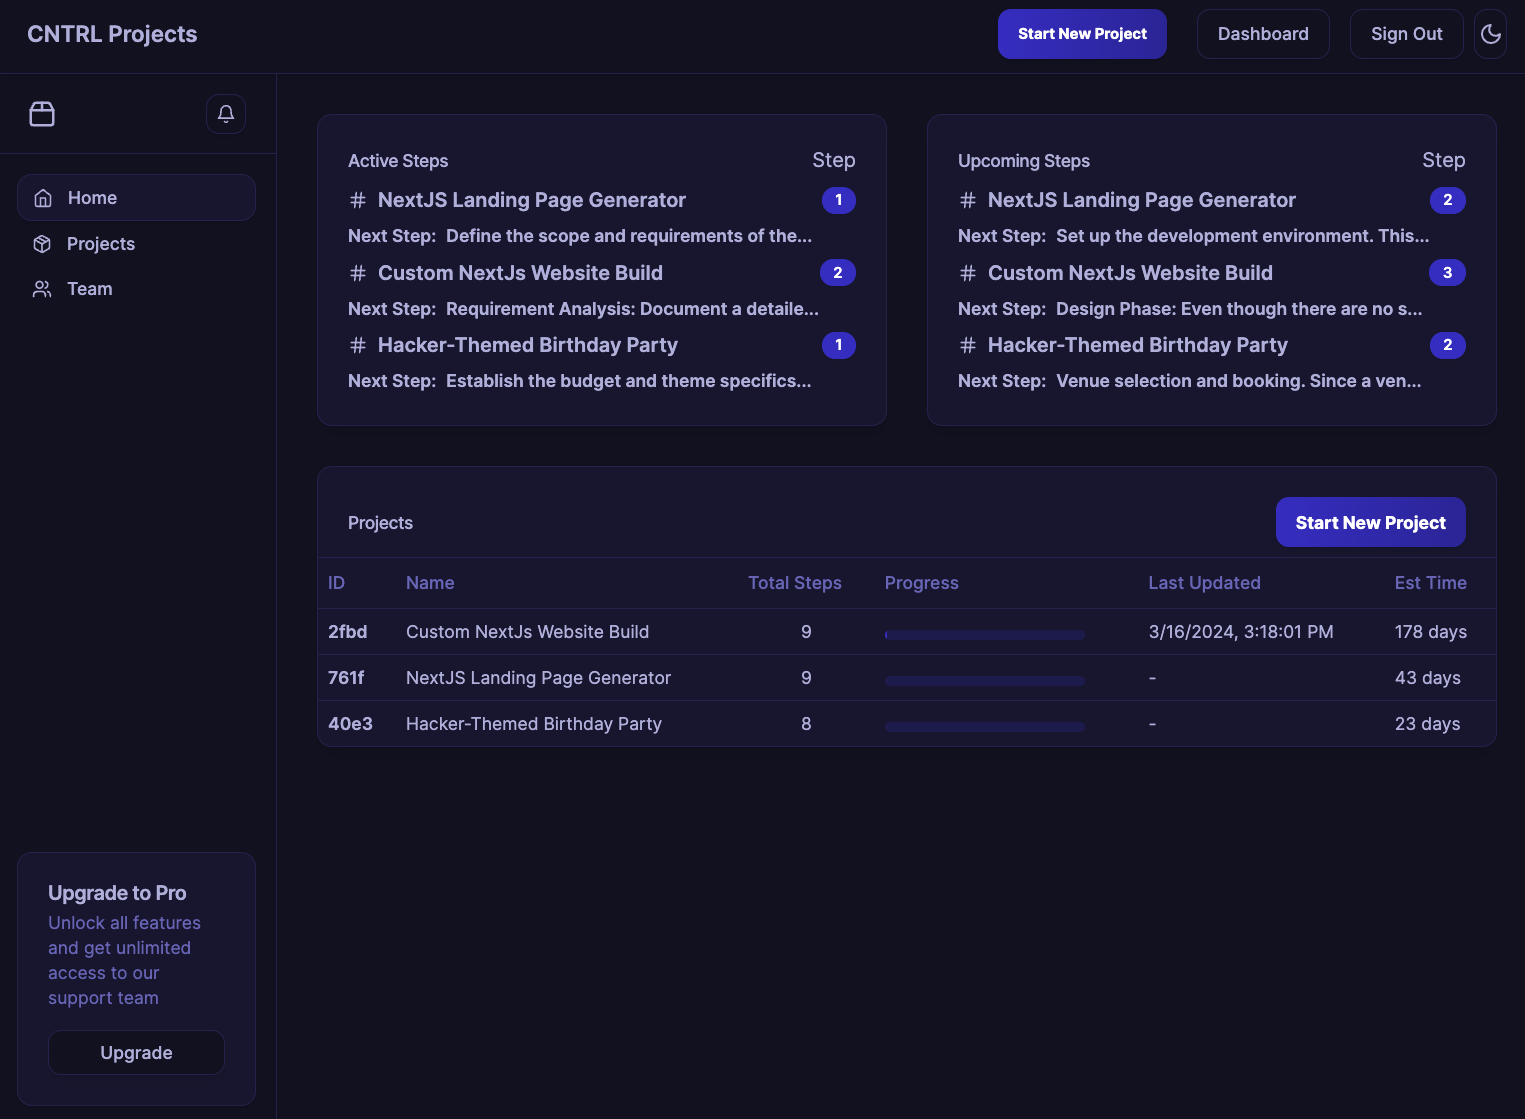 CNTRL Projects
Start New Project
Dashboard
Sign Out
Home
Projects
Team
Active Steps Step
# NextJS Landing Page Generator 1
Next Step: Define the scope and requirements of the...
# Custom NextJs Website Build 2
Next Step: Requirement Analysis: Document a detaile...
# Hacker-Themed Birthday Party 1
Next Step: Establish the budget and theme specifics...
Upcoming Steps Step
# NextJS Landing Page Generator 2
Next Step: Set up the development environment. This...
# Custom NextJs Website Build 3
Next Step: Design Phase: Even though there are no s...
# Hacker-Themed Birthday Party 2
Next Step: Venue selection and booking. Since a ven...
Projects
Start New Project
ID Name Total Steps Progress Last Updated Est Time
2fbd Custom NextJs Website Build 9 3/16/2024, 3:18:01 PM 178 days
761f NextJS Landing Page Generator 9 - 43 days
40e3 Hacker-Themed Birthday Party 8 - 23 days
Upgrade to Pro
Unlock all features
and get unlimited
access to our
support team
Upgrade